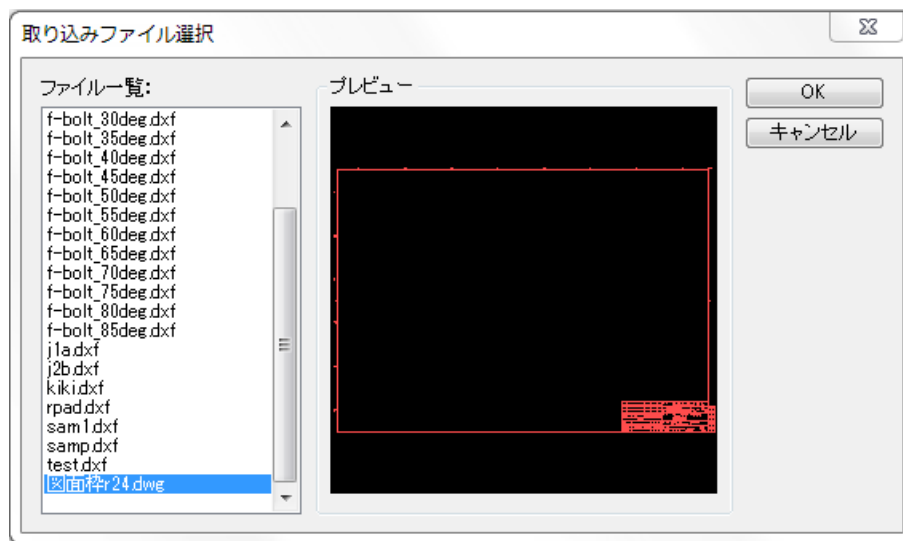 取り込みファイル選択
ファイル一覧:
f-bolt_30deg.dxf
f-bolt_35deg.dxf
f-bolt_40deg.dxf
f-bolt_45deg.dxf
f-bolt_50deg.dxf
f-bolt_55deg.dxf
f-bolt_60deg.dxf
f-bolt_65deg.dxf
f-bolt_70deg.dxf
f-bolt_75deg.dxf
f-bolt_80deg.dxf
f-bolt_85deg.dxf
j1a.dxf
j2b.dxf
kiki.dxf
rpad.dxf
sam1.dxf
samp.dxf
test.dxf
図面枠r24.dwg
プレビュー
OK
キャンセル